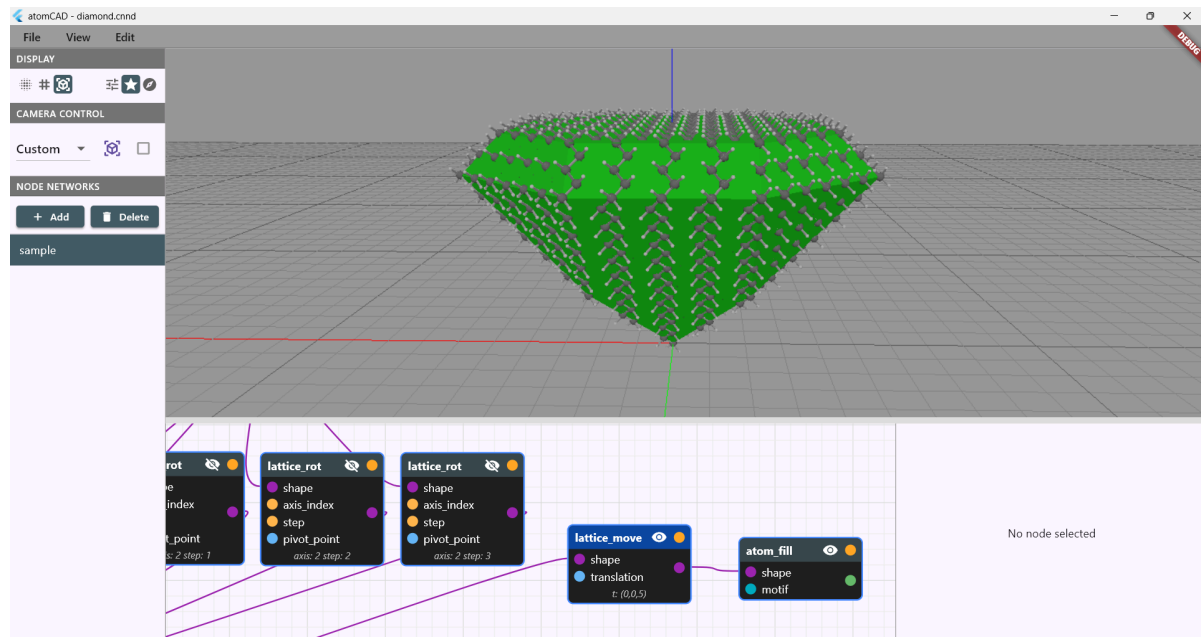 atomCAD - diamond.cnnd
File View Edit
DEBUG
DISPLAY
CAMERA CONTROL
Custom
NODE NETWORKS
+ Add Delete
sample
rot
pe
index
t_point
s: 2 step: 1
lattice_rot
shape
axis_index
step
pivot_point
axis: 2 step: 2
lattice_rot
shape
axis_index
step
pivot_point
axis: 2 step: 3
lattice_move
shape
translation
t: (0,0,5)
atom_fill
shape
motif
No node selected